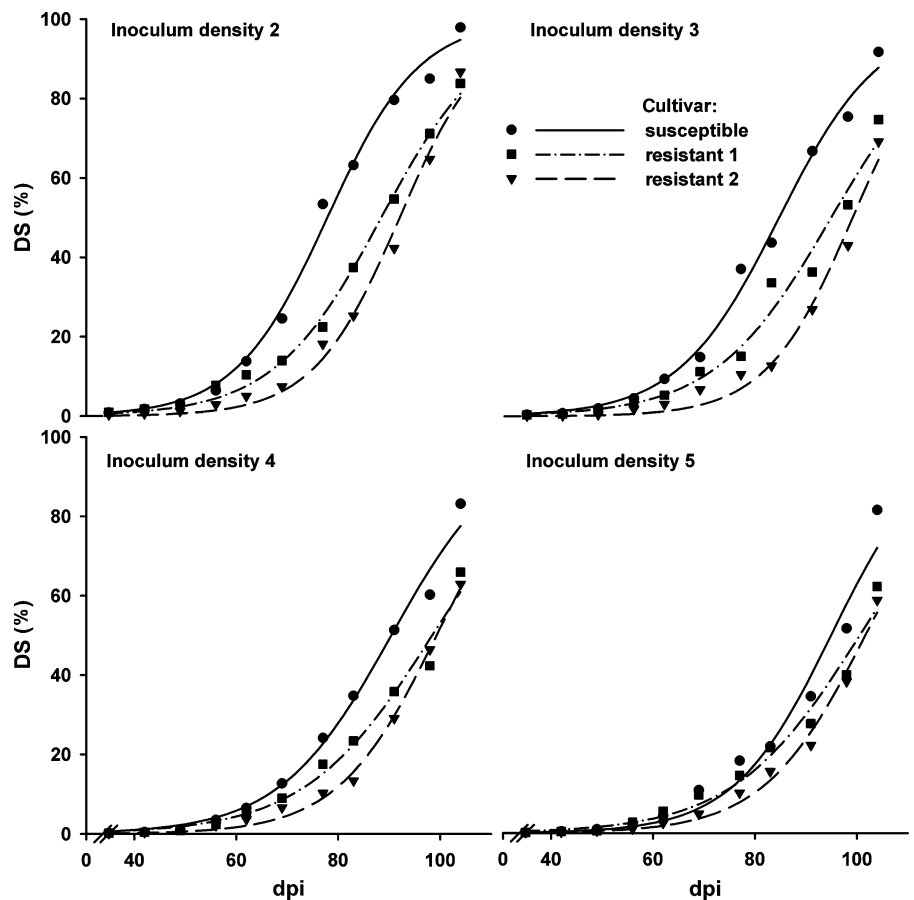 100
80
60
40
20
0
DS (%)
Inoculum density 2
Inoculum density 3
Cultivar:
susceptible
resistant 1
resistant 2
100
80
60
40
20
0
DS (%)
Inoculum density 4
Inoculum density 5
0 40 60 80 100
dpi
0 40 60 80 100
dpi